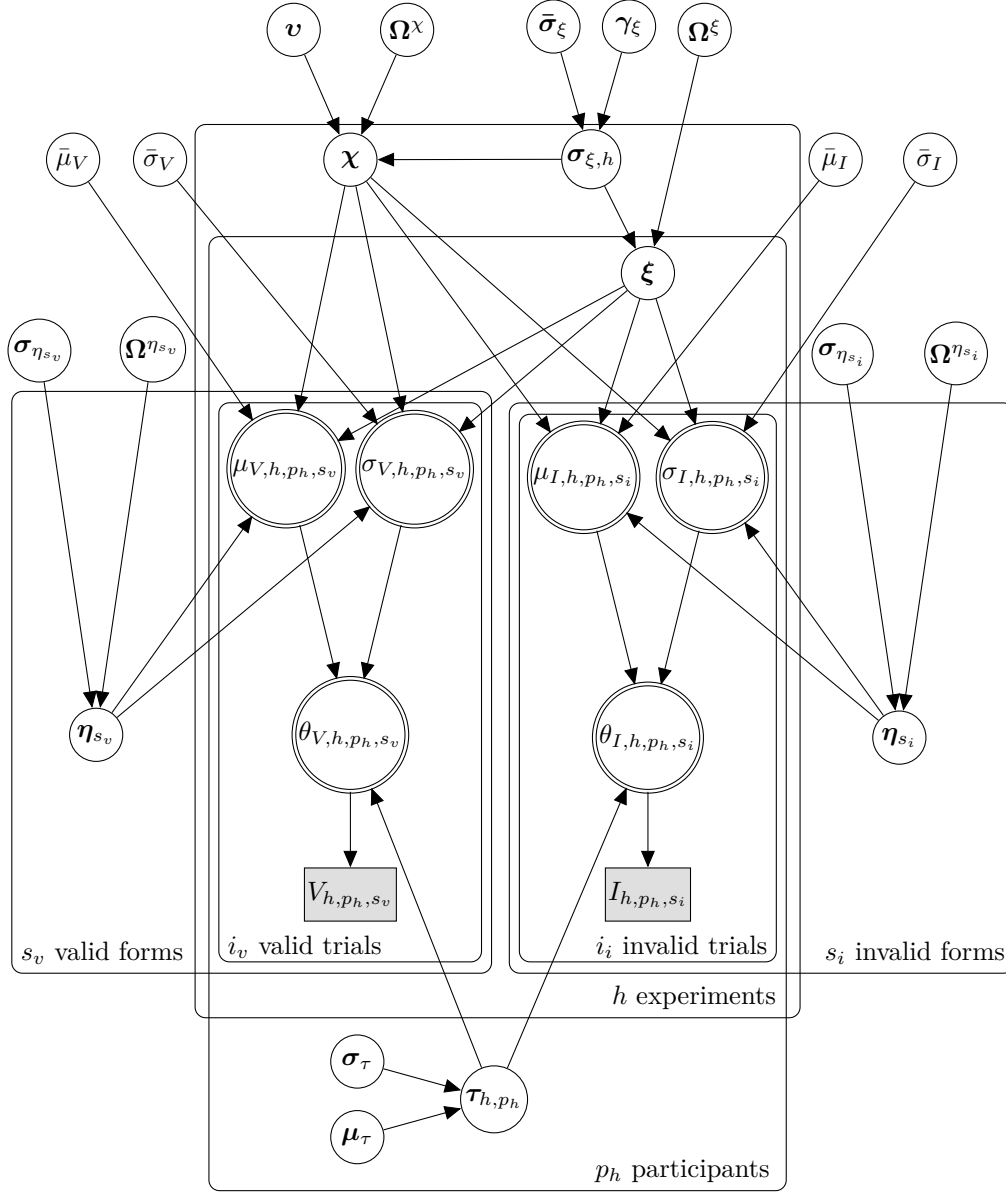 𝒗
𝛀^χ
σ̄_ξ
γ_ξ
𝛀^ξ
μ̄_V
σ̄_V
χ
σ_{ξ,h}
μ̄_I
σ̄_I
ξ
σ_{η_{s_v}}
𝛀^{η_{s_v}}
σ_{η_{s_i}}
𝛀^{η_{s_i}}
μ_{V,h,p_h,s_v}
σ_{V,h,p_h,s_v}
μ_{I,h,p_h,s_i}
σ_{I,h,p_h,s_i}
η_{s_v}
θ_{V,h,p_h,s_v}
θ_{I,h,p_h,s_i}
η_{s_i}
V_{h,p_h,s_v}
I_{h,p_h,s_i}
s_v valid forms
i_v valid trials
i_i invalid trials
s_i invalid forms
h experiments
σ_τ
τ_{h,p_h}
μ_τ
p_h participants